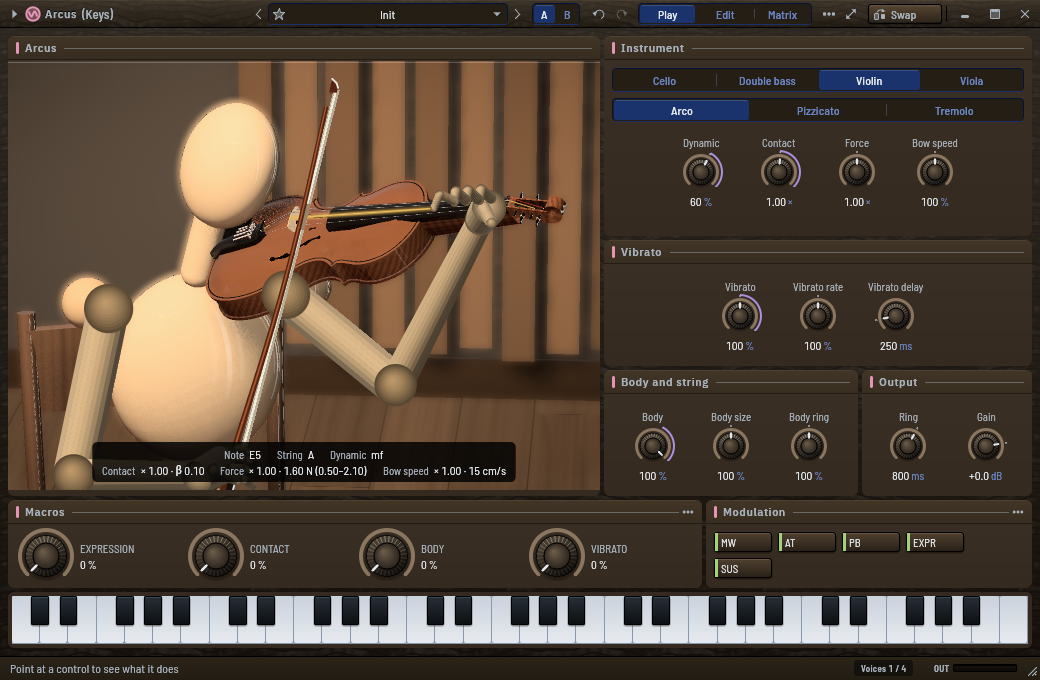 Arcus (Keys)
Init
A B
Play Edit Matrix
Swap
Arcus
Instrument
Cello Double bass Violin Viola
Arco Pizzicato Tremolo
Dynamic Contact Force Bow speed
60 % 1.00 × 1.00 × 100 %
Vibrato
Vibrato Vibrato rate Vibrato delay
100 % 100 % 250 ms
Body and string
Body Body size Body ring
100 % 100 % 100 %
Output
Ring Gain
800 ms +0.0 dB
Note E5 String A Dynamic mf
Contact × 1.00 · β 0.10 Force × 1.00 · 1.60 N (0.50–2.10) Bow speed × 1.00 · 15 cm/s
Macros
EXPRESSION
0 %
CONTACT
0 %
BODY
0 %
VIBRATO
0 %
Modulation
MW AT PB EXPR
SUS
Point at a control to see what it does
Voices 1 / 4
OUT